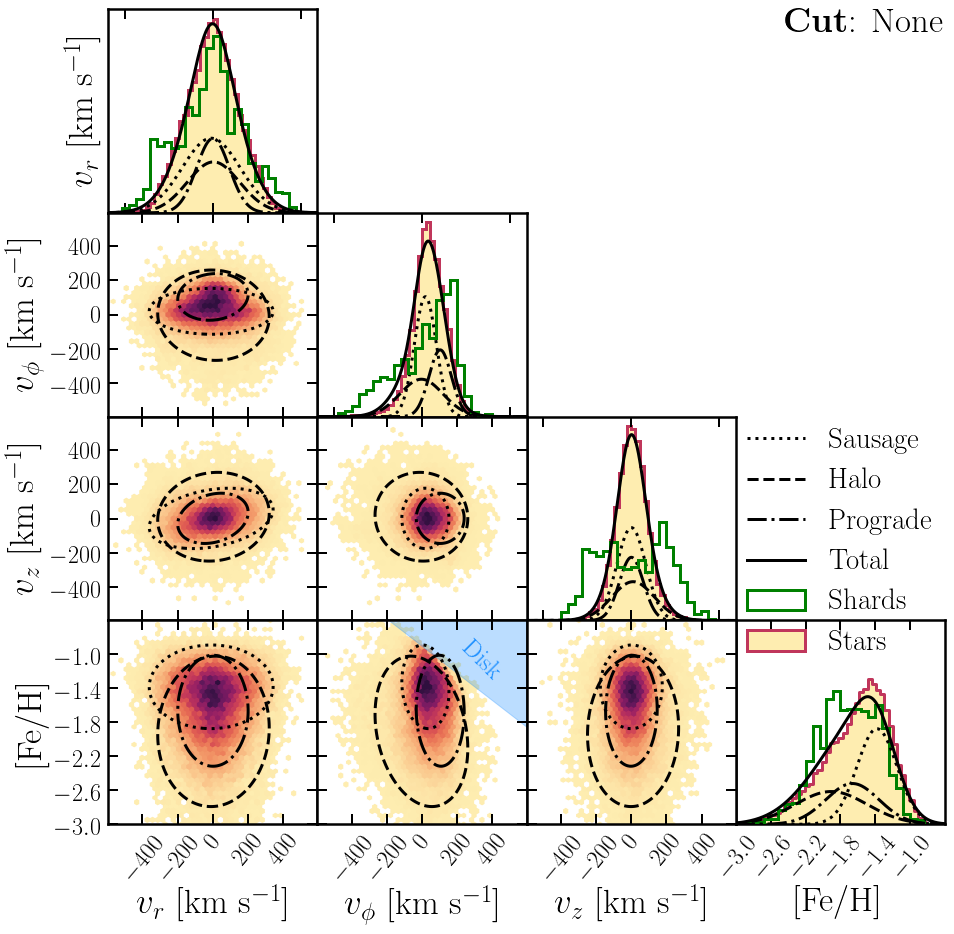 Cut: None
v_r [km s⁻¹]
v_ϕ [km s⁻¹]
400
200
0
−200
−400
v_z [km s⁻¹]
400
200
0
−200
−400
Sausage
Halo
Prograde
Total
Shards
Stars
[Fe/H]
−1.0
−1.4
−1.8
−2.2
−2.6
−3.0
Disk
−400
−200
0
200
400
−400
−200
0
200
400
−400
−200
0
200
400
−3.0
−2.6
−2.2
−1.8
−1.4
−1.0
v_r [km s⁻¹]
v_ϕ [km s⁻¹]
v_z [km s⁻¹]
[Fe/H]